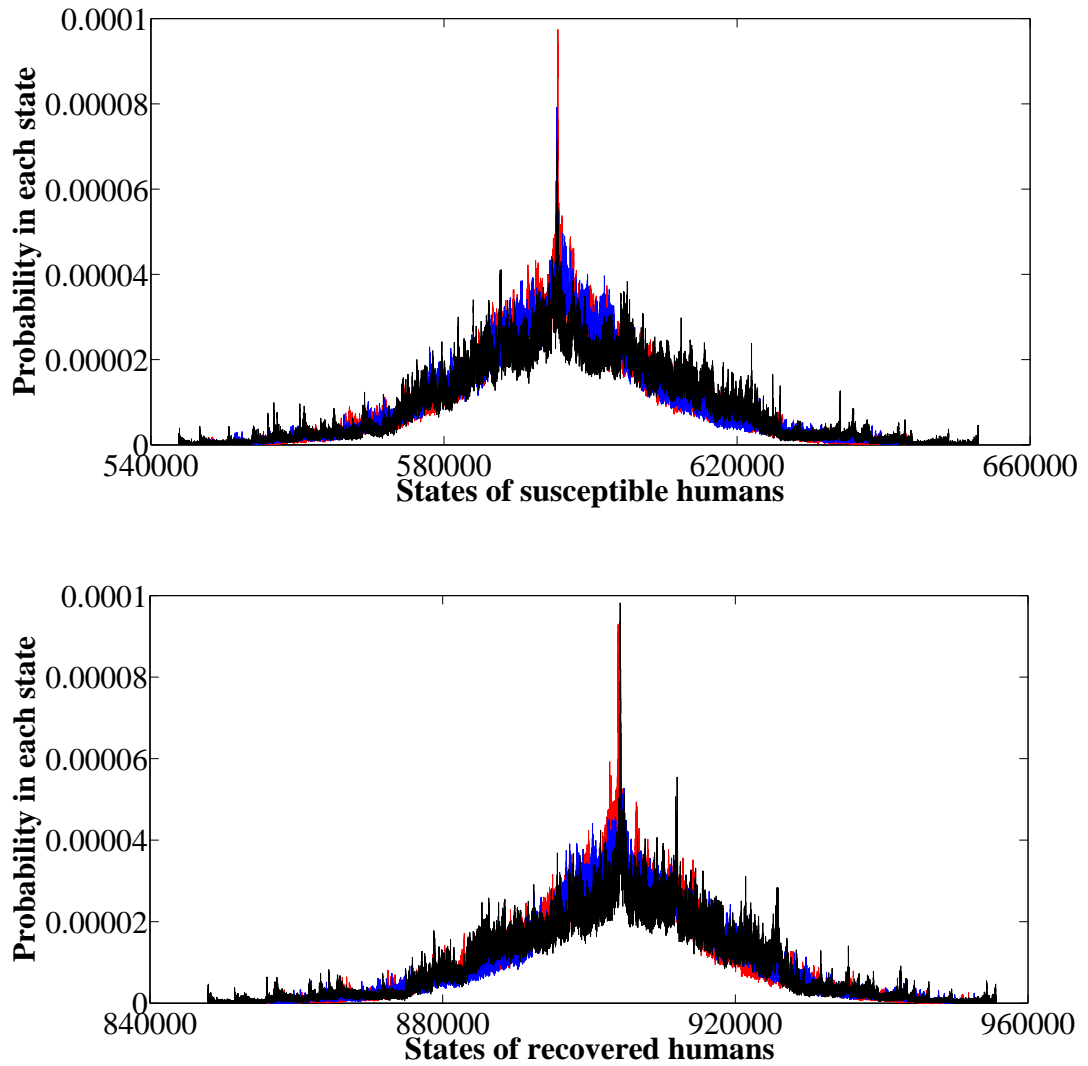 0.0001
0.00008
0.00006
0.00004
0.00002
0
Probability in each state
540000 580000 620000 660000
States of susceptible humans
0.0001
0.00008
0.00006
0.00004
0.00002
0
Probability in each state
840000 880000 920000 960000
States of recovered humans